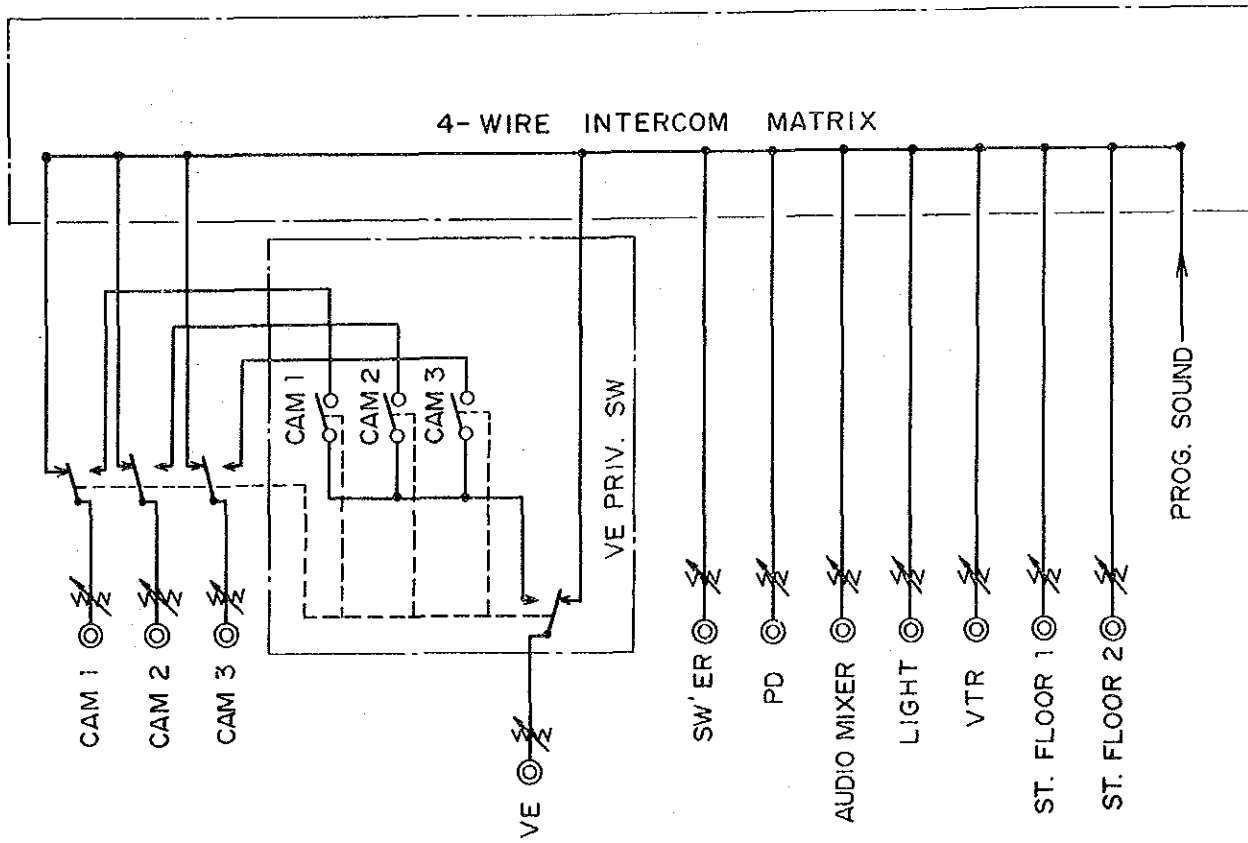 4-WIRE INTERCOM MATRIX
CAM 1
CAM 2
CAM 3
VE PRIV. SW
CAM 1
CAM 2
CAM 3
VE
SW'ER
PD
AUDIO MIXER
LIGHT
VTR
ST. FLOOR 1
ST. FLOOR 2
PROG. SOUND